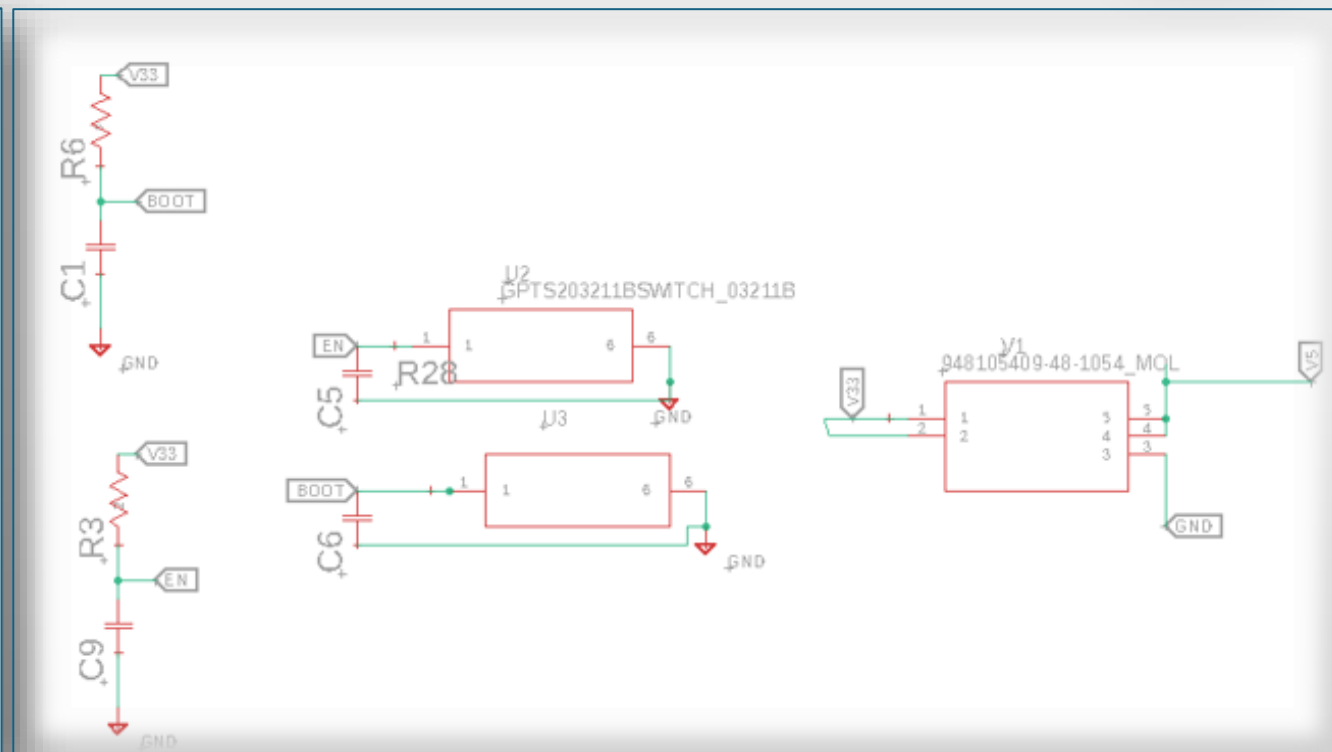 V33
R6
BOOT
C1
GND
U2
GPTS203211BSWITCH_03211B
EN
1
1
6
6
R28
C5
GND
U3
BOOT
1
1
6
6
C6
GND
V33
R3
EN
C9
GND
V1
948105409-48-1054_MOL
V33
V5
1
1
5
5
2
2
4
4
3
3
GND